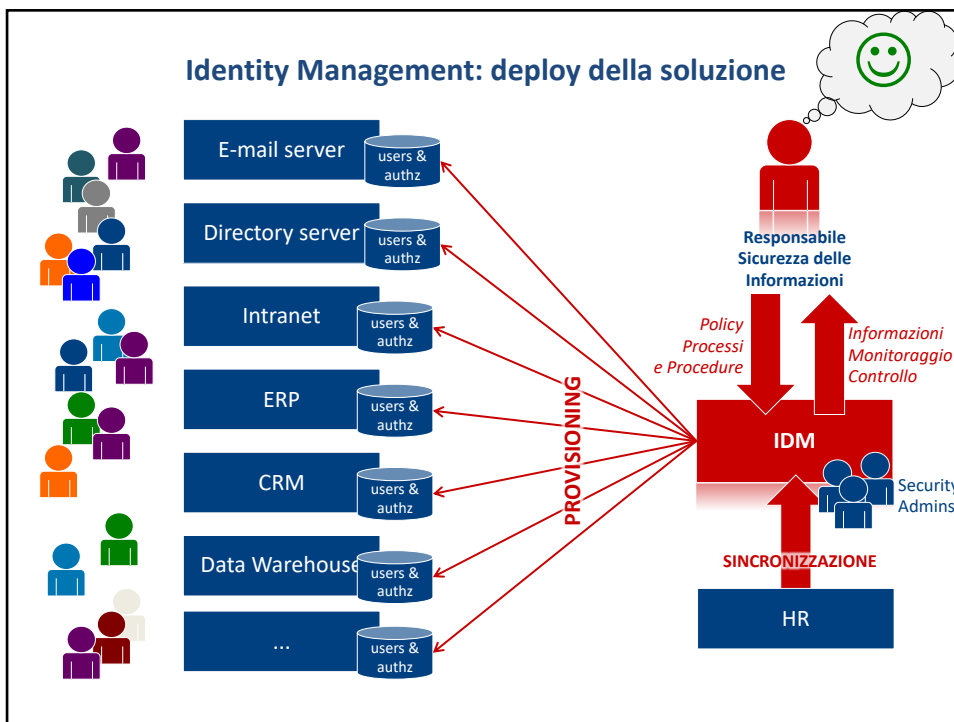 Identity Management: deploy della soluzione
E-mail server
users &
authz
Directory server
users &
authz
Intranet
users &
authz
ERP
users &
authz
CRM
users &
authz
Data Warehouse
users &
authz
...
users &
authz
PROVISIONING
Responsabile
Sicurezza delle
Informazioni
Policy
Processi
e Procedure
Informazioni
Monitoraggio
Controllo
IDM
Security
Admins
SINCRONIZZAZIONE
HR